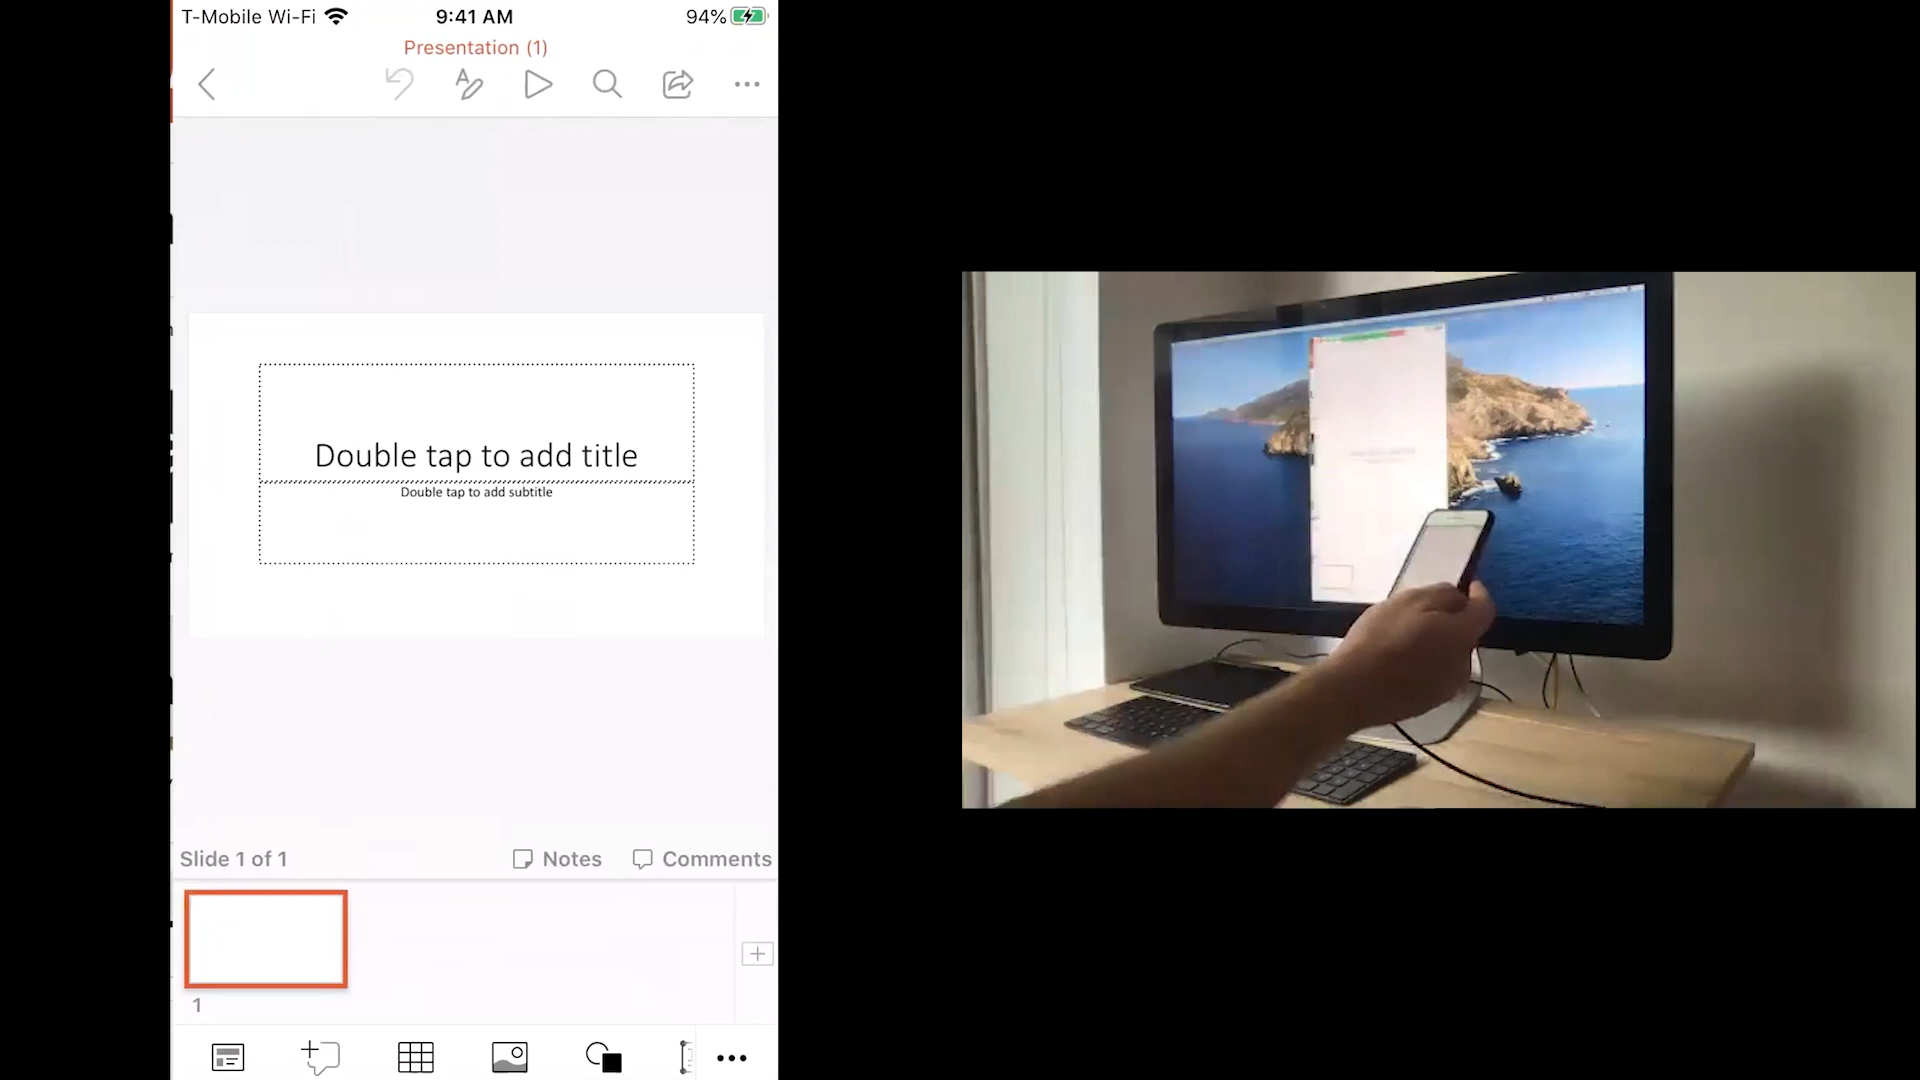 T-Mobile Wi-Fi
9:41 AM
94%
Presentation (1)
Double tap to add title
Double tap to add subtitle
Slide 1 of 1
Notes
Comments
1